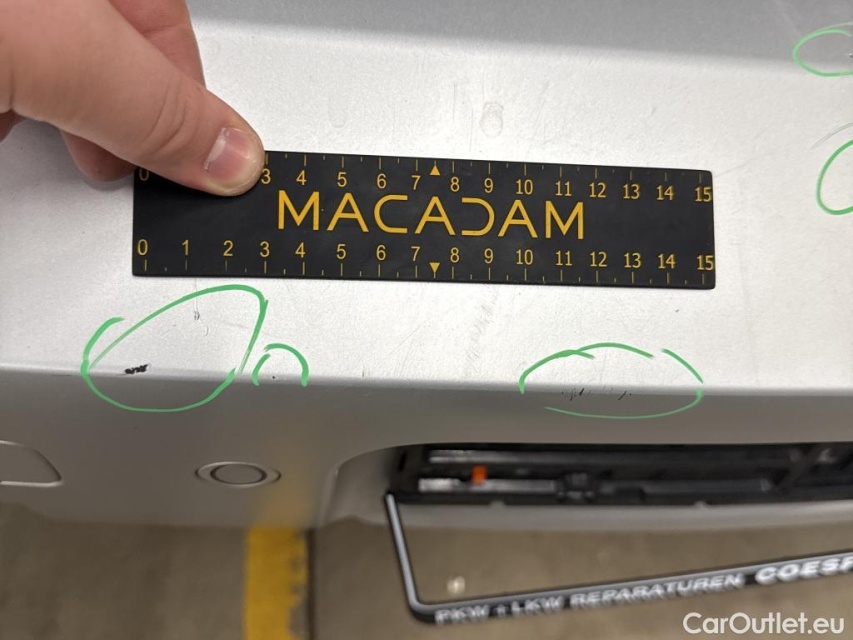 0 3 4 5 6 7 8 9 10 11 12 13 14 15
MACADAM
0 1 2 3 4 5 6 7 8 9 10 11 12 13 14 15
PKW + LKW REPARATUREN
CarOutlet.eu